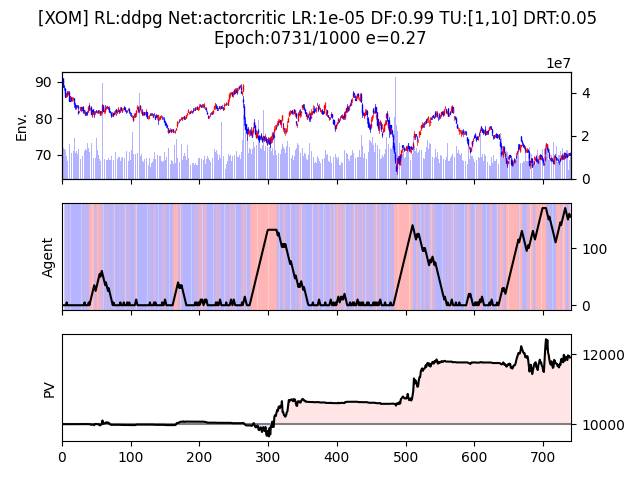 [XOM] RL:ddpg Net:actorcritic LR:1e-05 DF:0.99 TU:[1,10] DRT:0.05
Epoch:0731/1000 e=0.27
1e7
90
80
70
Env.
4
2
0
Agent
100
0
PV
12000
10000
0 100 200 300 400 500 600 700